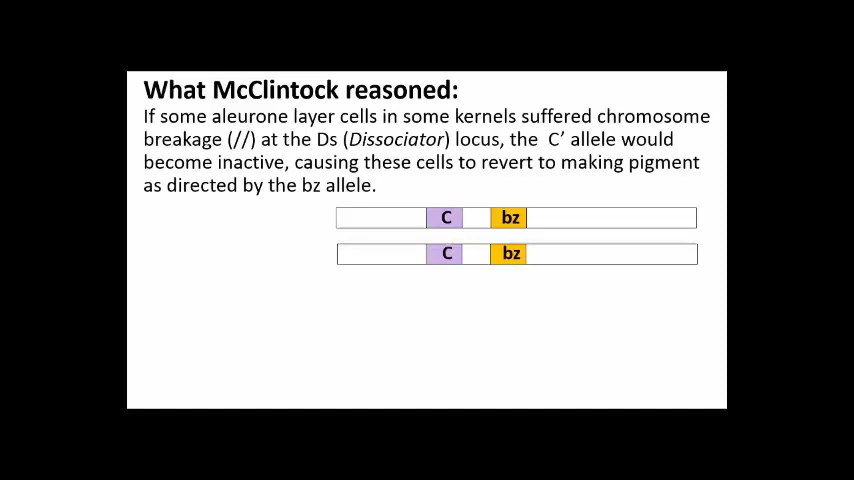 What McClintock reasoned:
If some aleurone layer cells in some kernels suffered chromosome
breakage (//) at the Ds (Dissociator) locus, the C’ allele would
become inactive, causing these cells to revert to making pigment
as directed by the bz allele.
C bz
C bz